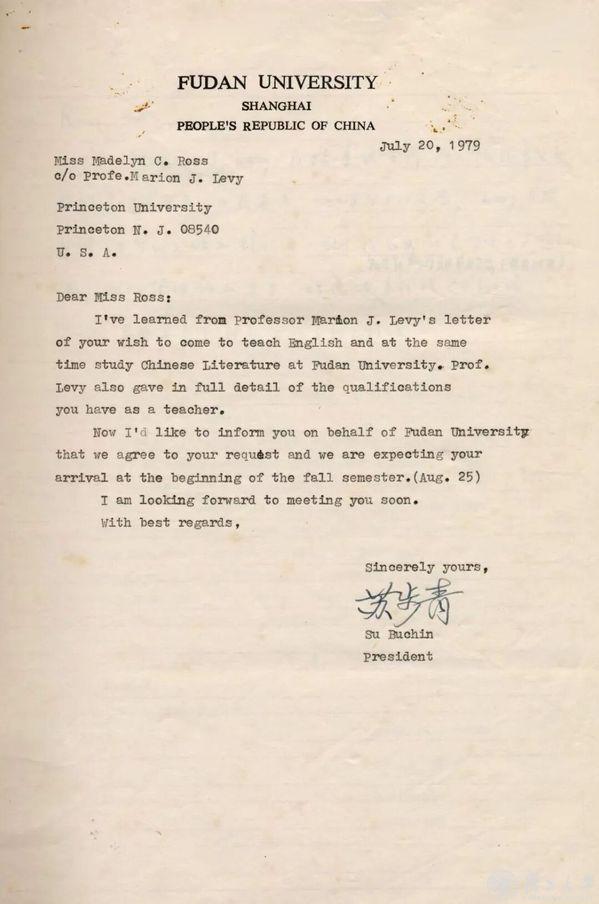 FUDAN UNIVERSITY
SHANGHAI
PEOPLE'S REPUBLIC OF CHINA
July 20, 1979
Miss Madelyn C. Ross
c/o Profe.Marion J. Levy
Princeton University
Princeton N. J. 08540
U. S. A.
Dear Miss Ross:
I've learned from Professor Marion J. Levy's letter
of your wish to come to teach English and at the same
time study Chinese Literature at Fudan University. Prof.
Levy also gave in full detail of the qualifications
you have as a teacher.
Now I'd like to inform you on behalf of Fudan University
that we agree to your request and we are expecting your
arrival at the beginning of the fall semester.(Aug. 25)
I am looking forward to meeting you soon.
With best regards,
Sincerely yours,
苏步青
Su Buchin
President